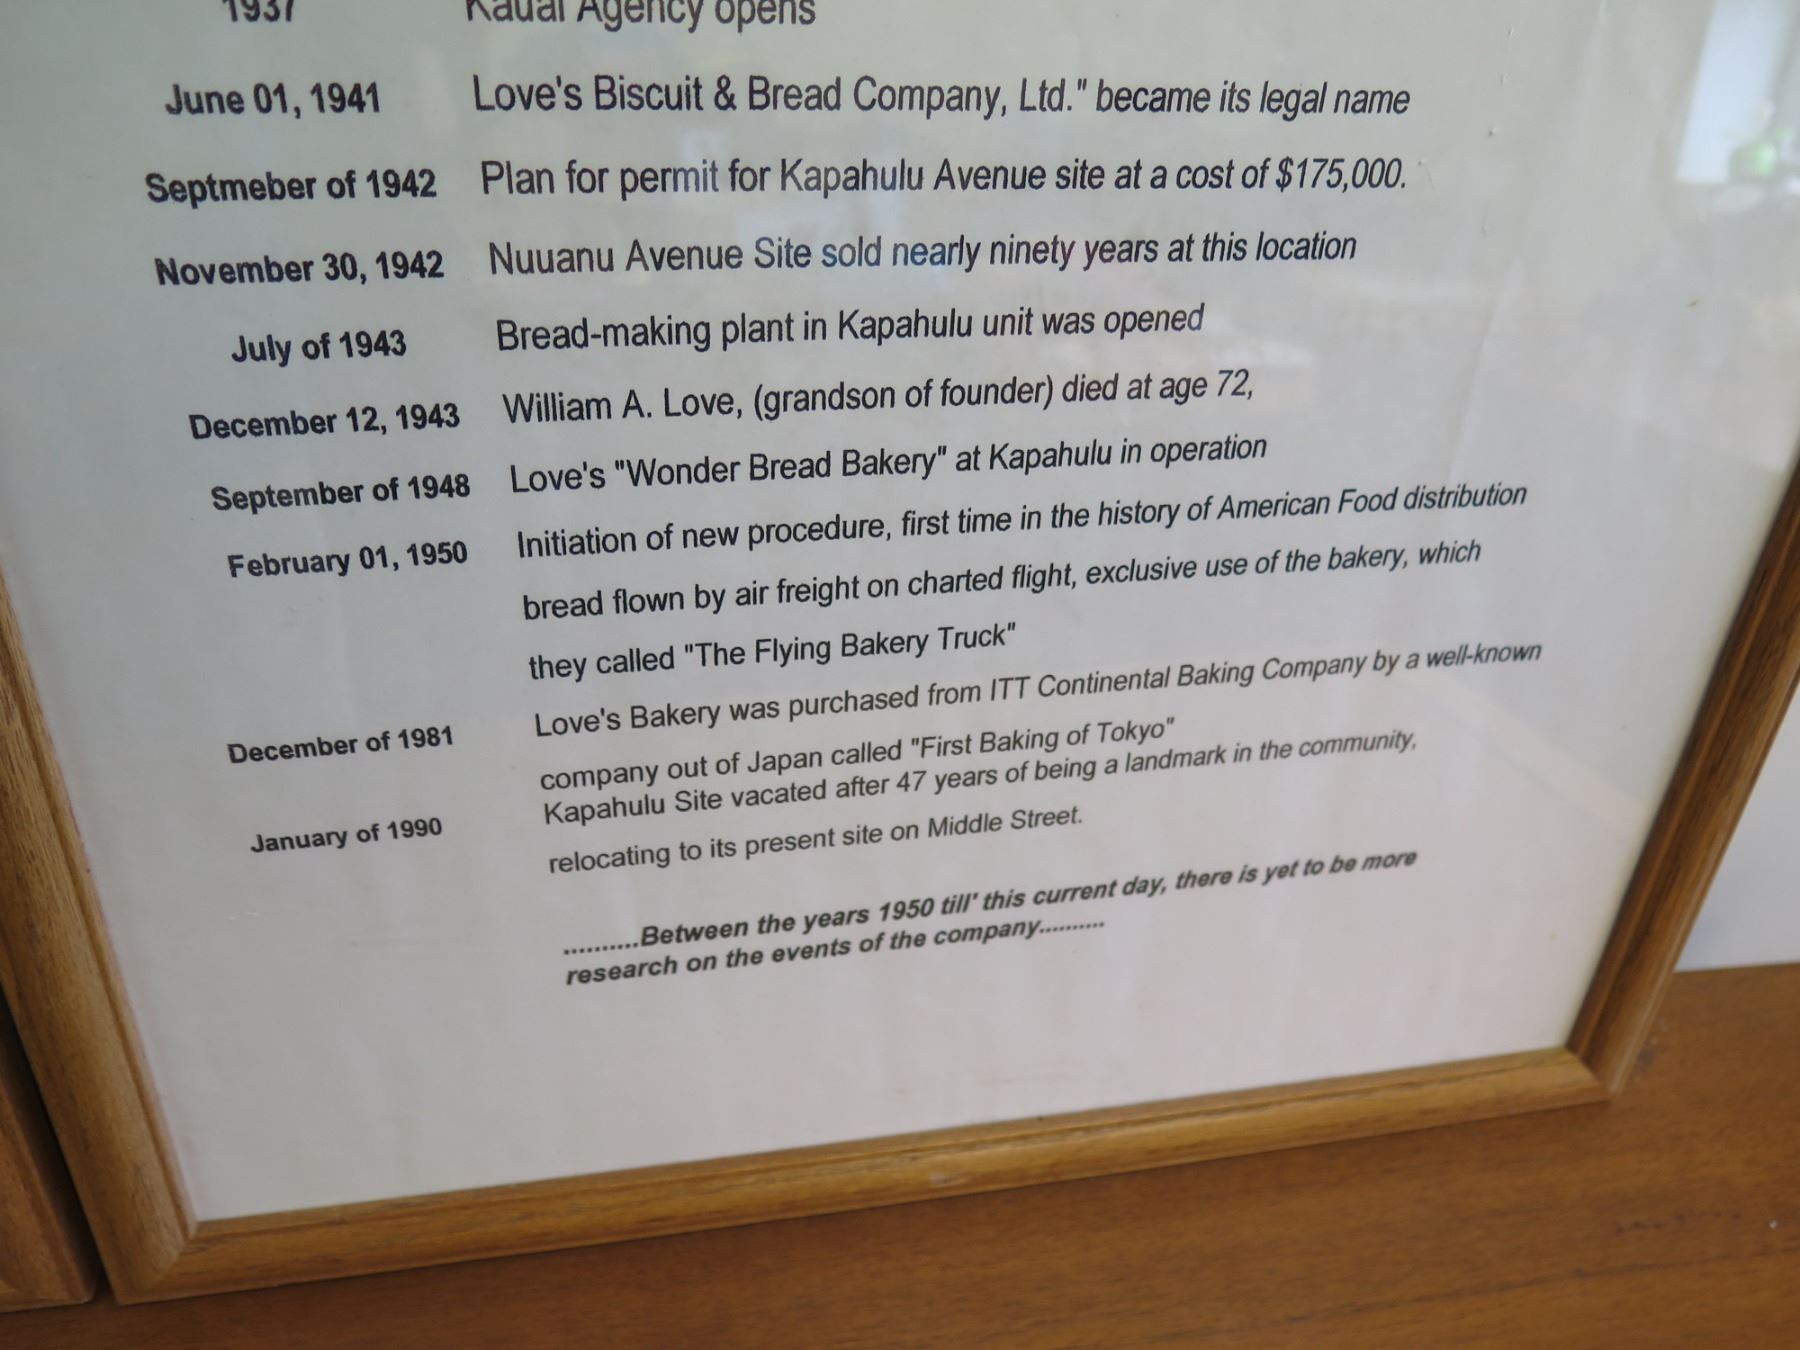 1937 Kauai Agency opens
June 01, 1941 Love's Biscuit & Bread Company, Ltd." became its legal name
Septmeber of 1942 Plan for permit for Kapahulu Avenue site at a cost of $175,000.
November 30, 1942 Nuuanu Avenue Site sold nearly ninety years at this location
July of 1943 Bread-making plant in Kapahulu unit was opened
December 12, 1943 William A. Love, (grandson of founder) died at age 72,
September of 1948 Love's "Wonder Bread Bakery" at Kapahulu in operation
February 01, 1950 Initiation of new procedure, first time in the history of American Food distribution
bread flown by air freight on charted flight, exclusive use of the bakery, which
they called "The Flying Bakery Truck"
December of 1981 Love's Bakery was purchased from ITT Continental Baking Company by a well-known
company out of Japan called "First Baking of Tokyo"
January of 1990 Kapahulu Site vacated after 47 years of being a landmark in the community,
relocating to its present site on Middle Street.
..........Between the years 1950 till' this current day, there is yet to be more
research on the events of the company..........